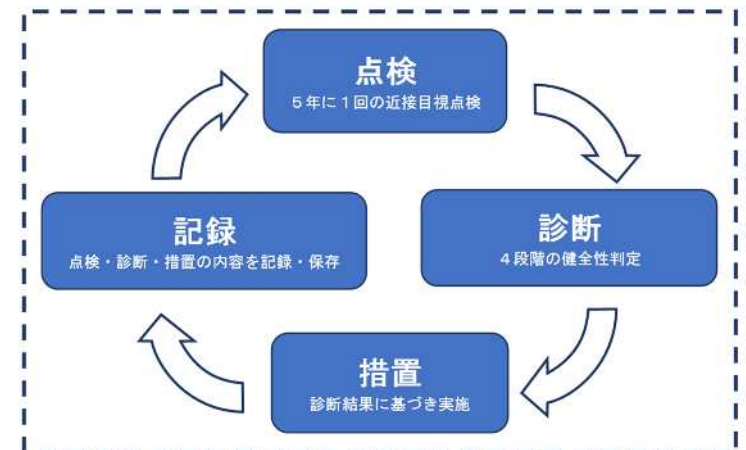 点検
５年に１回の近接目視点検
記録
点検・診断・措置の内容を記録・保存
診断
４段階の健全性判定
措置
診断結果に基づき実施